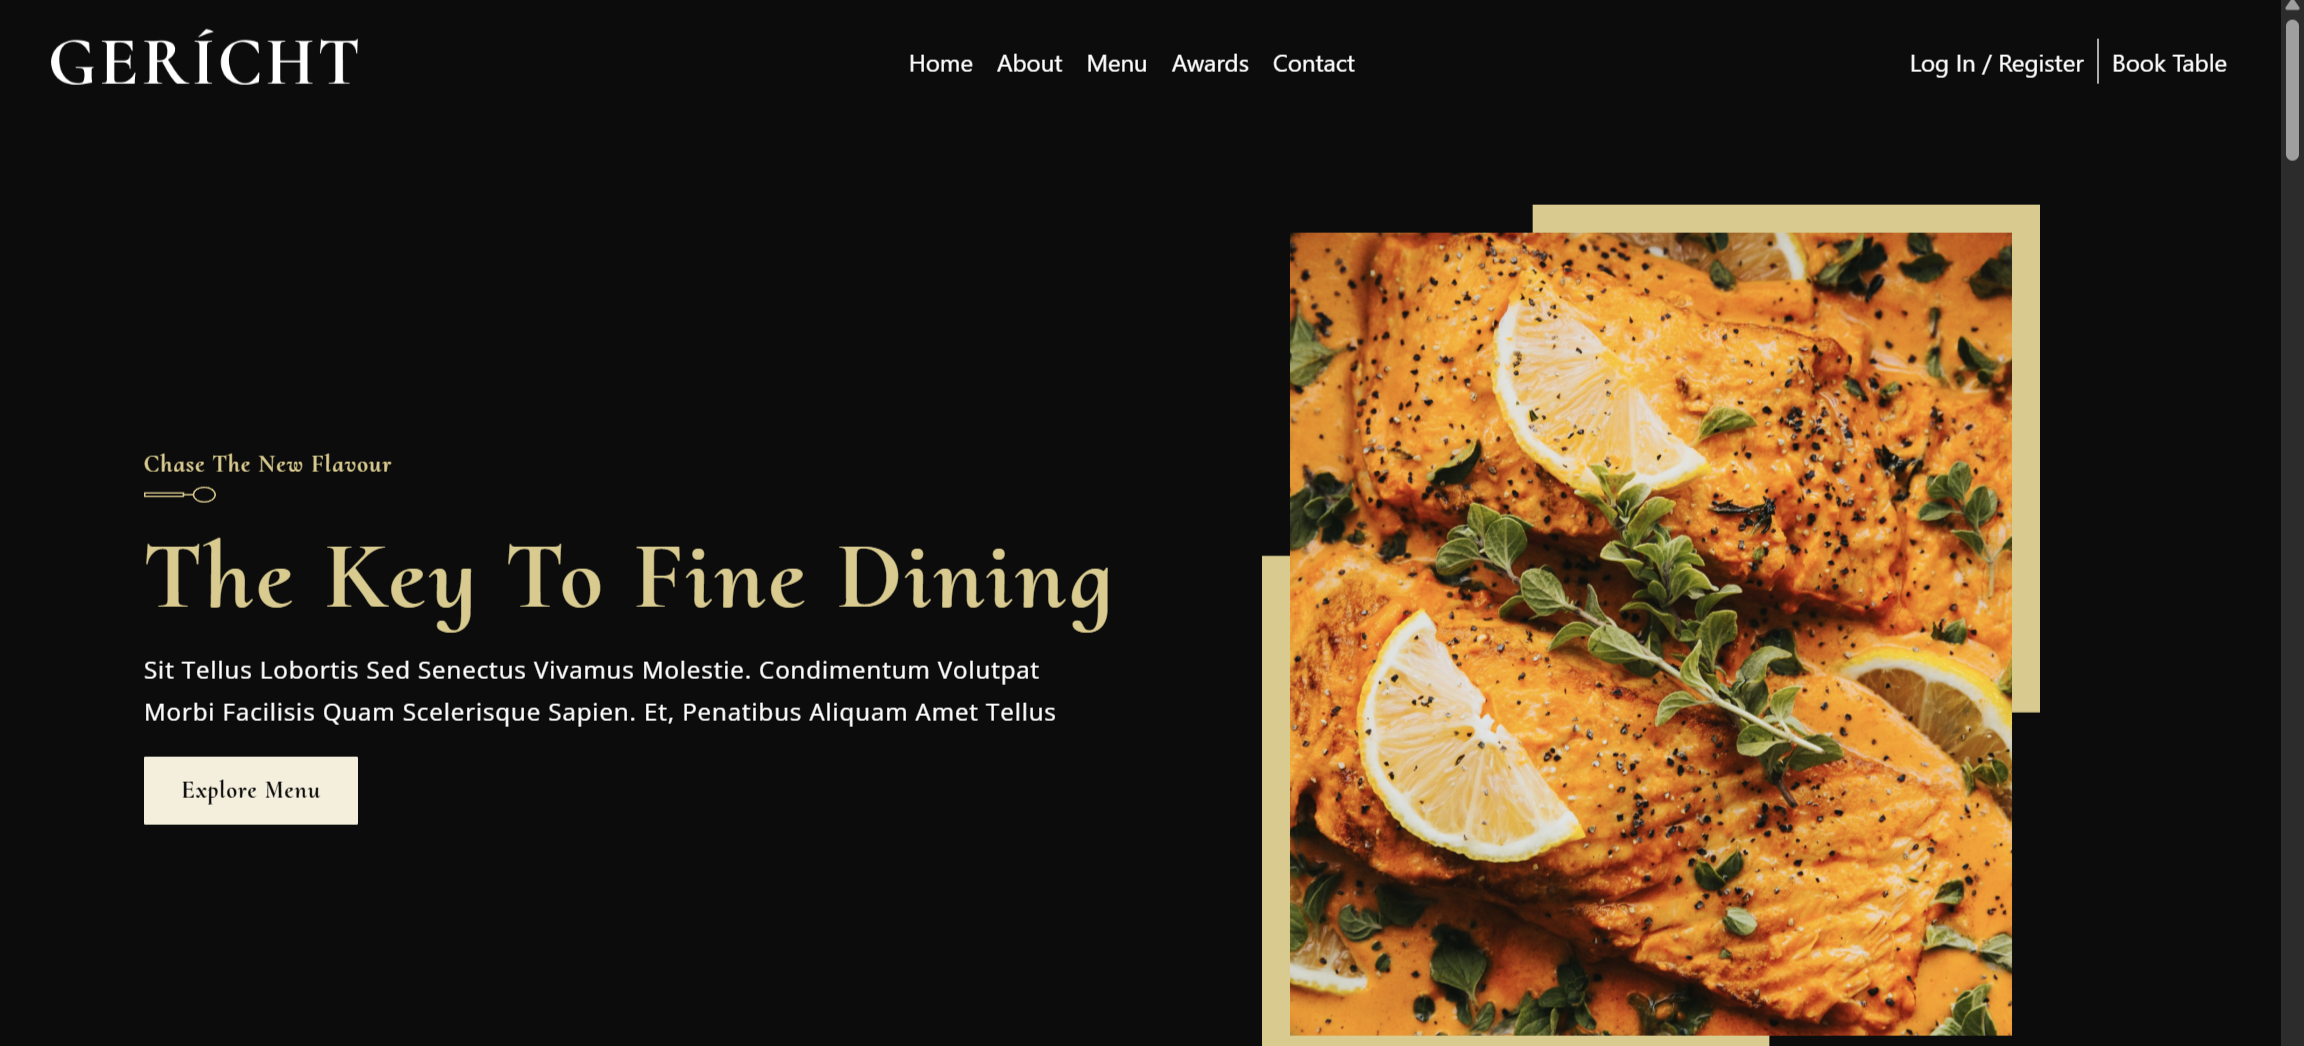 GERÍCHT
Home About Menu Awards Contact
Log In / Register Book Table
Chase The New Flavour
The Key To Fine Dining
Sit Tellus Lobortis Sed Senectus Vivamus Molestie. Condimentum Volutpat
Morbi Facilisis Quam Scelerisque Sapien. Et, Penatibus Aliquam Amet Tellus
Explore Menu